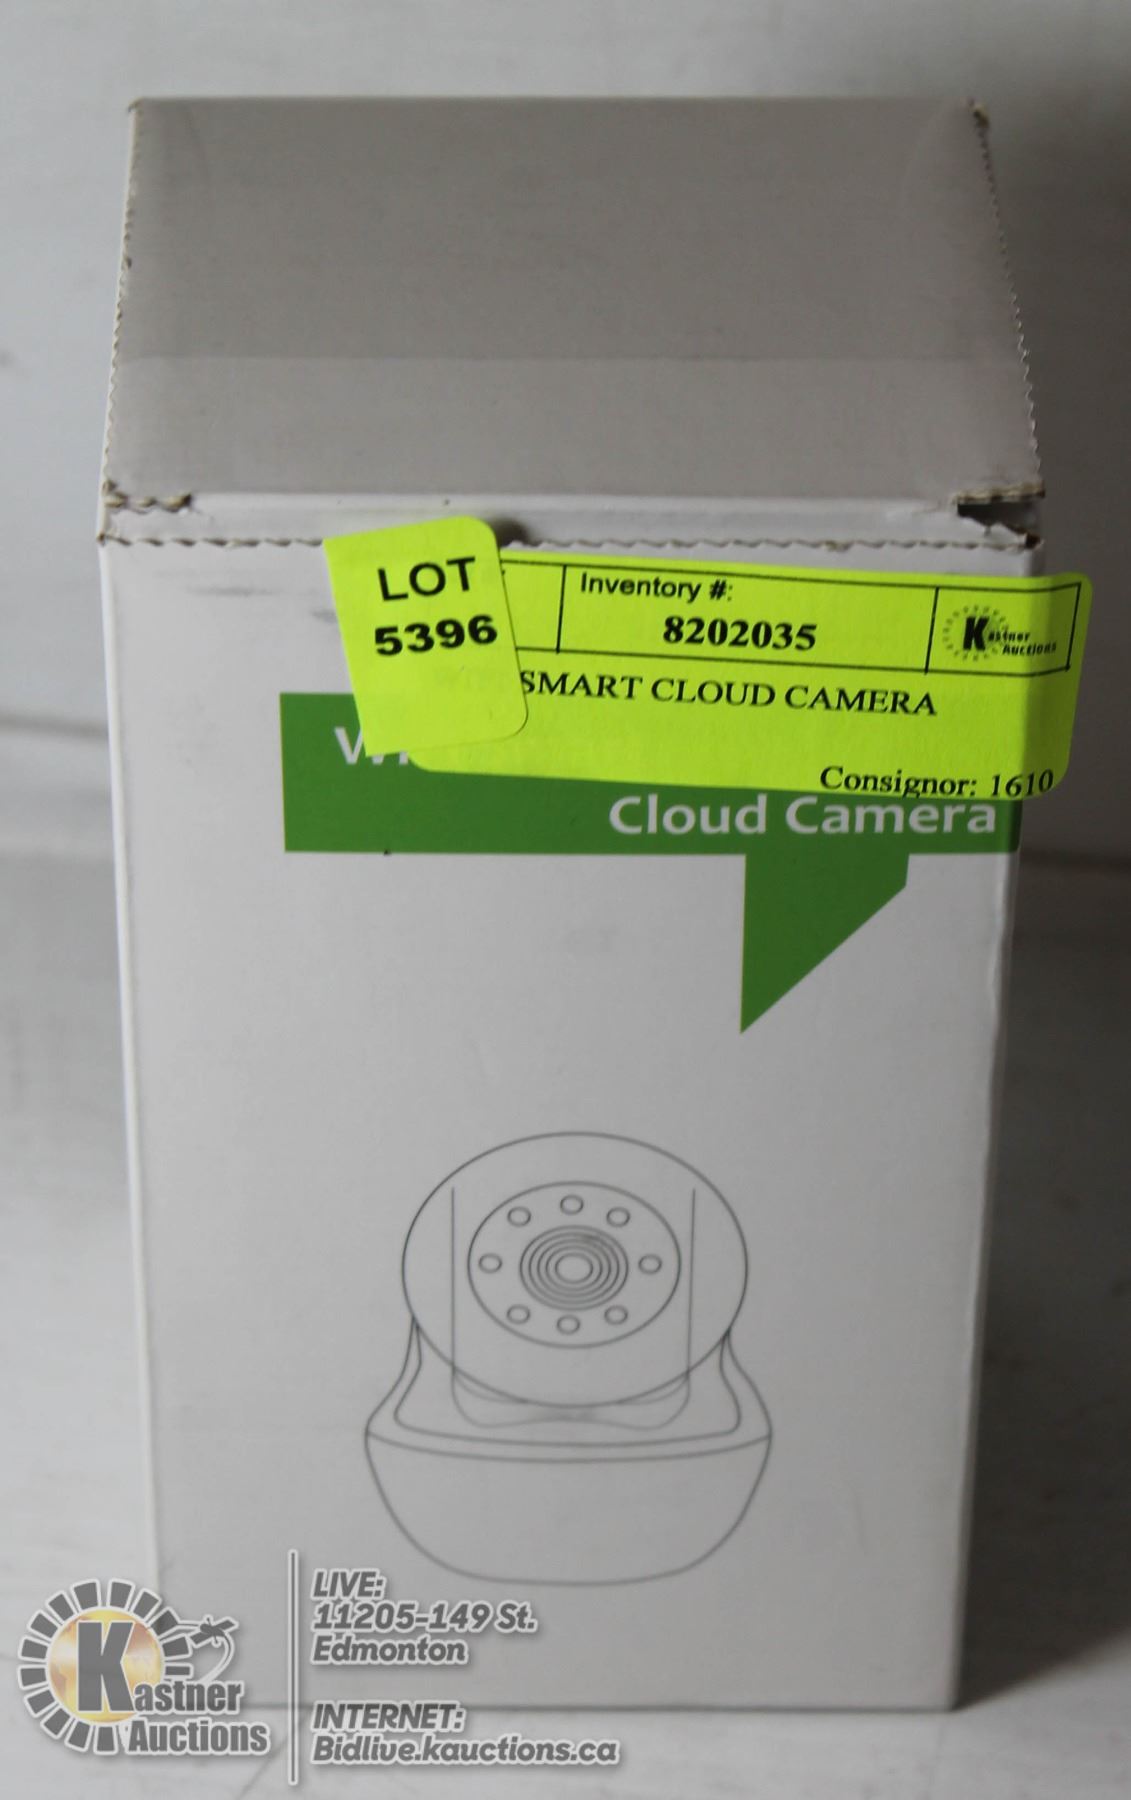 LOT
5396
Inventory #:
8202035
Kastner
Auctions
SMART CLOUD CAMERA
Consignor: 1610
Cloud Camera
Kastner
Auctions
LIVE:
11205-149 St.
Edmonton
INTERNET:
Bidlive.kauctions.ca